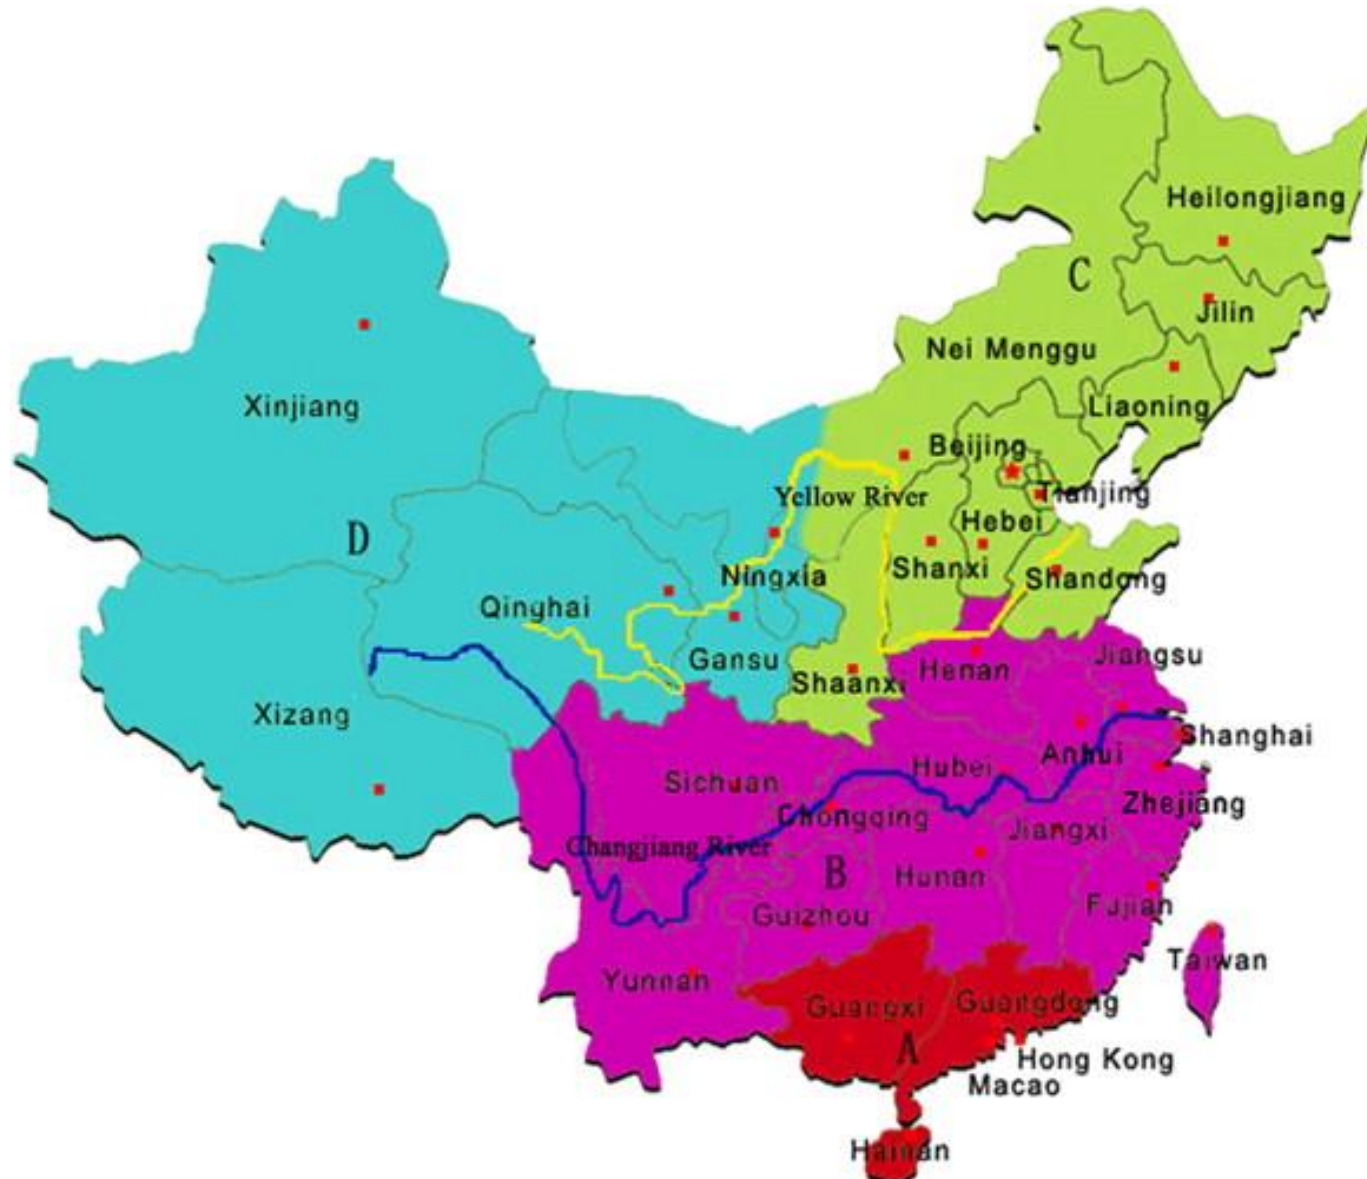 Heilongjiang
C
Jilin
Nei Menggu
Xinjiang
Liaoning
Beijing
Yellow River
Tianjing
Hebei
D
Ningxia
Shanxi
Shandong
Qinghai
Gansu
Henan
Jiangsu
Shaanxi
Xizang
Shanghai
Anhui
Hubei
Sichuan
Zhejiang
Chongqing
Jiangxi
Changjiang River
B
Hunan
Guizhou
Fujian
Taiwan
Yunnan
Guangxi
Guangdong
A
Hong Kong
Macao
Hainan